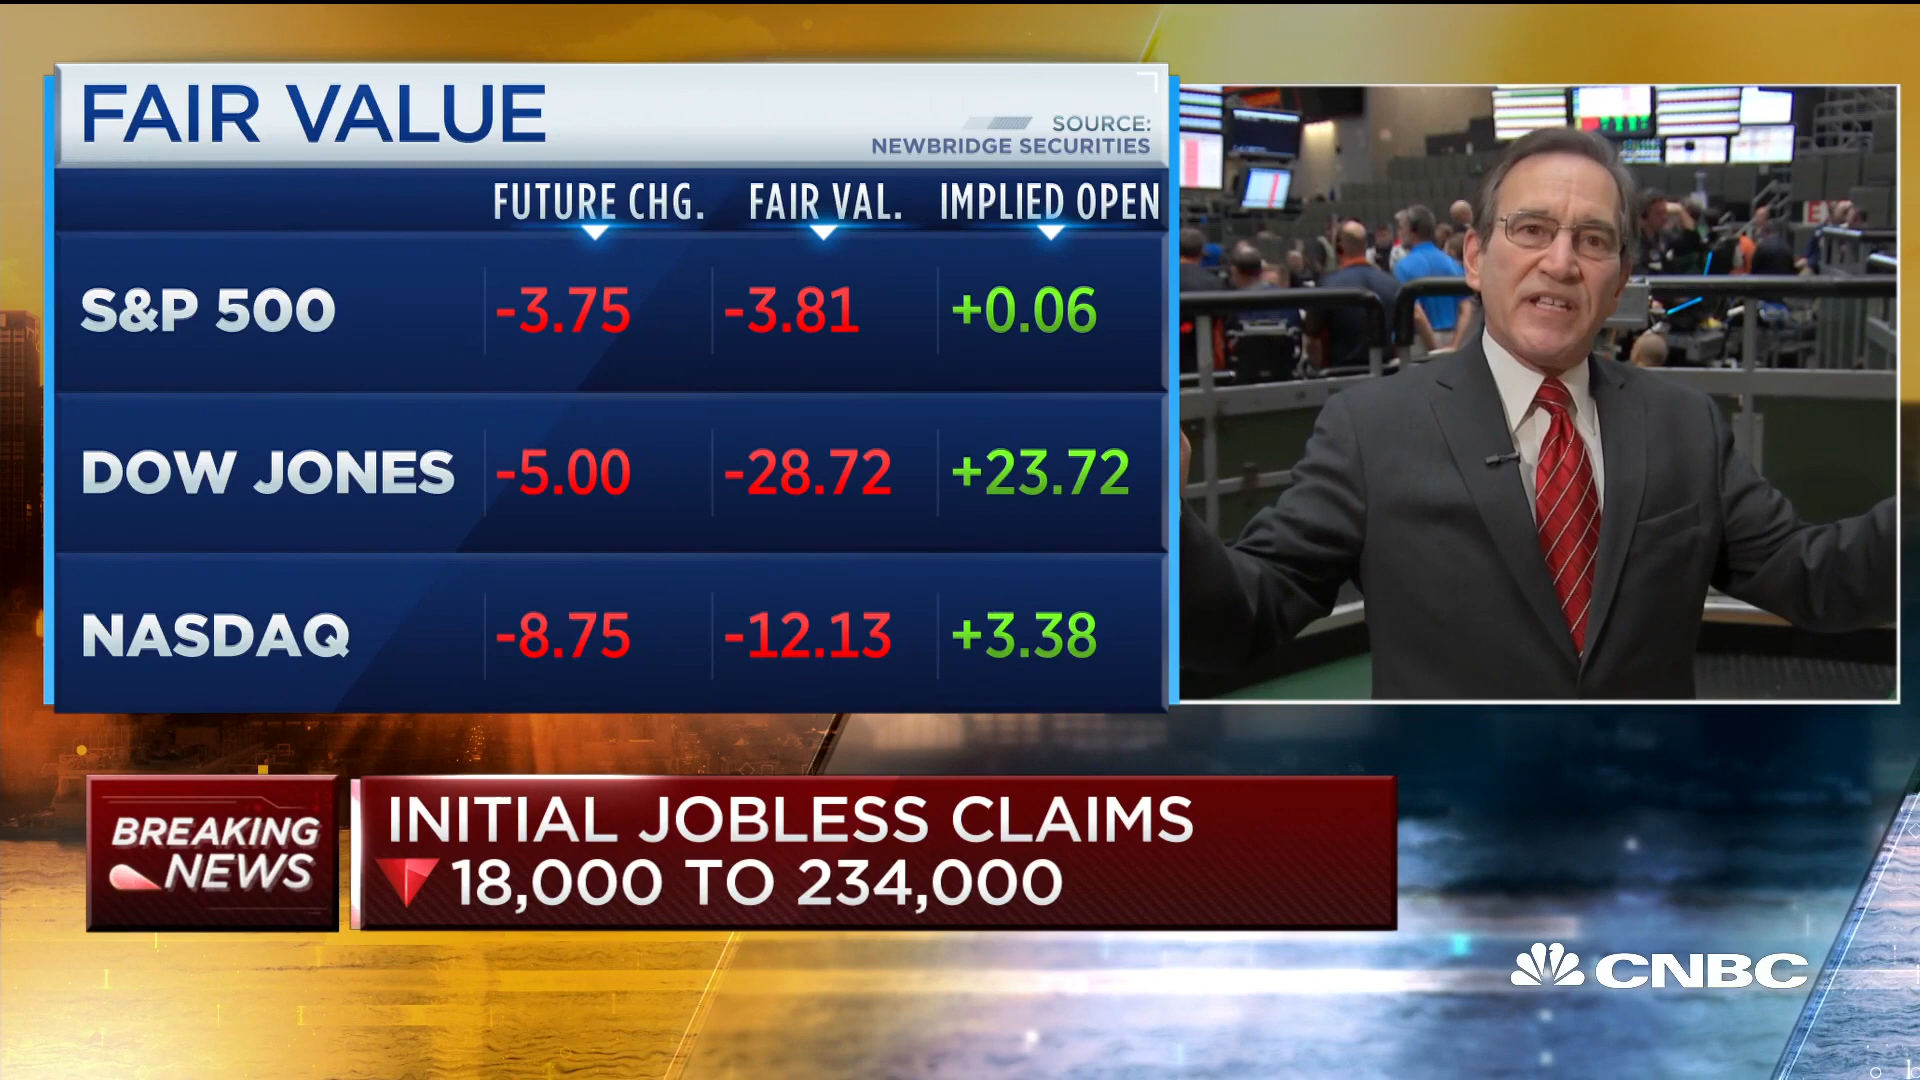 FAIR VALUE
SOURCE:
NEWBRIDGE SECURITIES
FUTURE CHG. FAIR VAL. IMPLIED OPEN
S&P 500 -3.75 -3.81 +0.06
DOW JONES -5.00 -28.72 +23.72
NASDAQ -8.75 -12.13 +3.38
BREAKING
NEWS
INITIAL JOBLESS CLAIMS
18,000 TO 234,000
CNBC